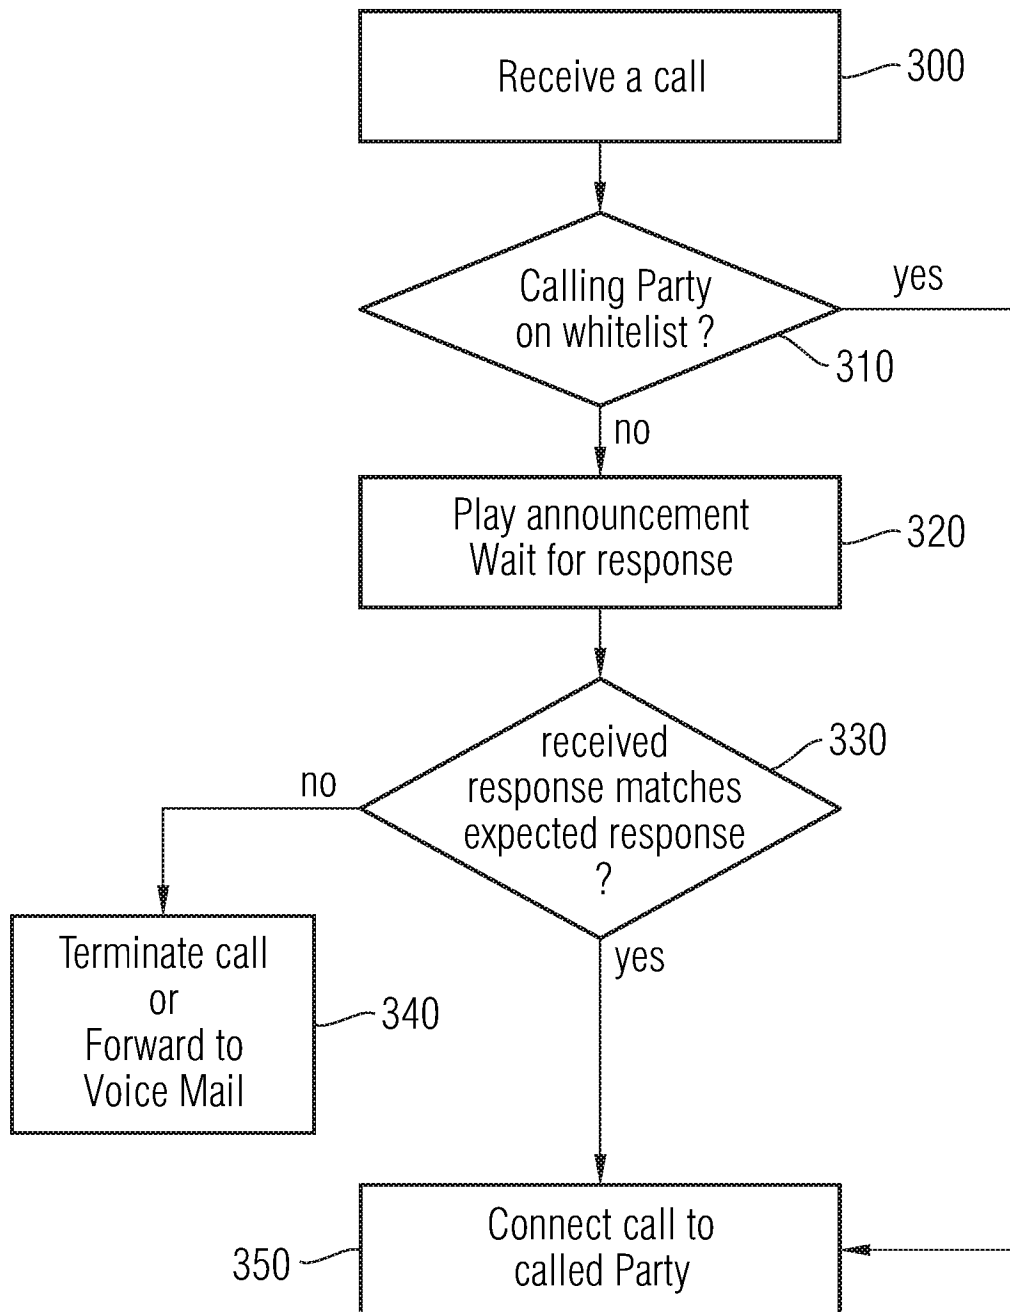 Receive a call
300
Calling Party
on whitelist ?
yes
310
no
Play announcement
Wait for response
320
received
response matches
expected response
?
330
no
yes
Terminate call
or
Forward to
Voice Mail
340
Connect call to
called Party
350